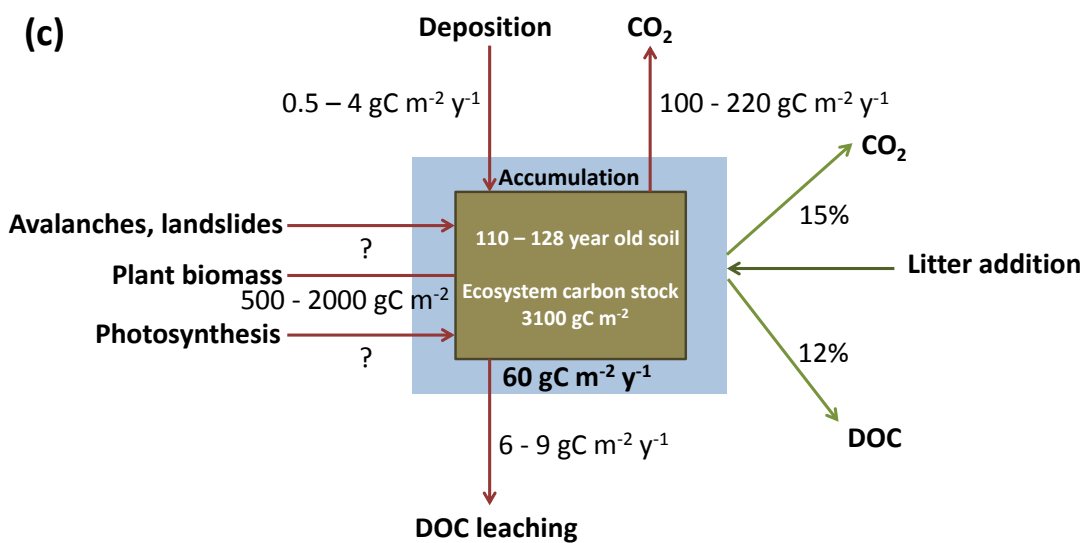 (c)
Deposition
CO₂
0.5 – 4 gC m⁻² y⁻¹
100 - 220 gC m⁻² y⁻¹
CO₂
Accumulation
Avalanches, landslides
?
110 – 128 year old soil
15%
Plant biomass
500 - 2000 gC m⁻²
Ecosystem carbon stock
3100 gC m⁻²
Litter addition
Photosynthesis
?
12%
60 gC m⁻² y⁻¹
DOC
6 - 9 gC m⁻² y⁻¹
DOC leaching